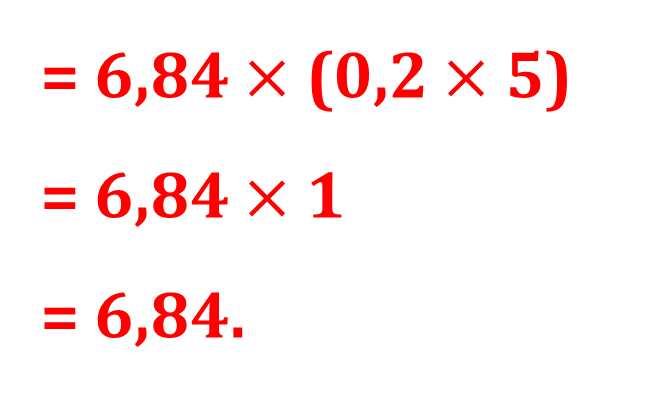 = 6,84 × (0,2 × 5)
= 6,84 × 1
= 6,84.